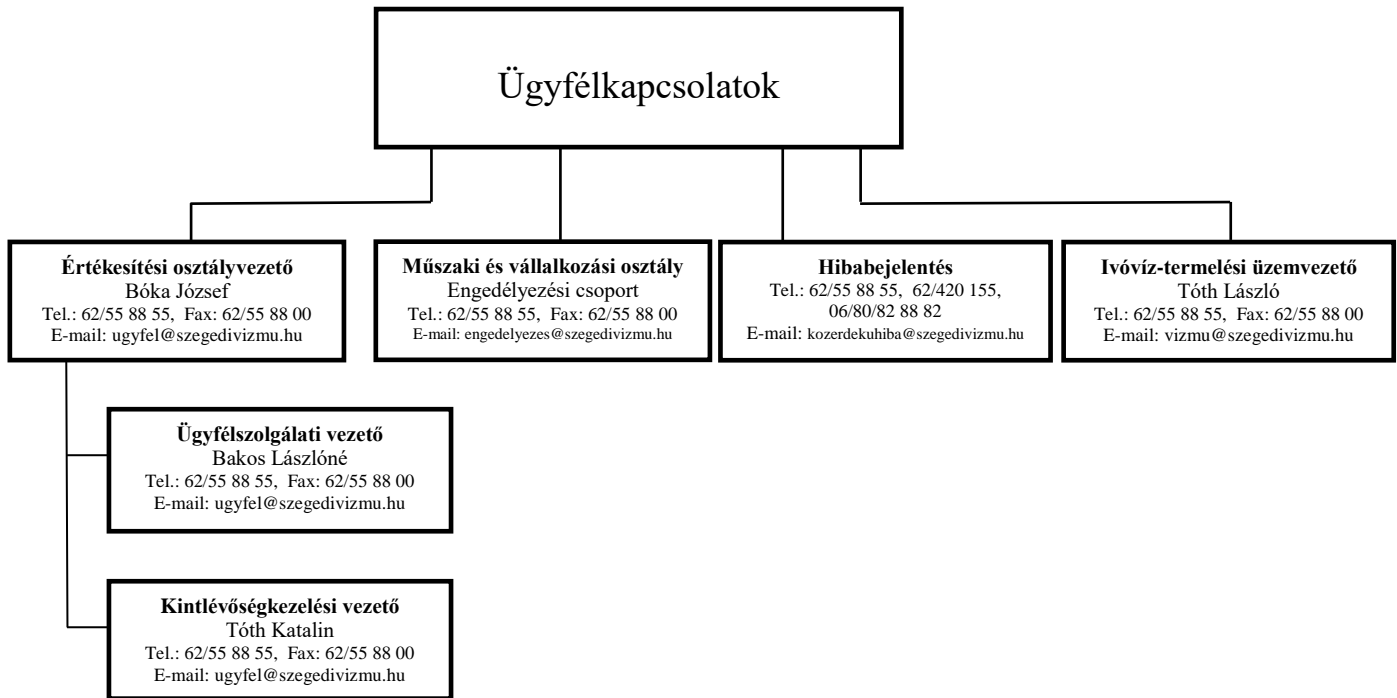 Ügyfélkapcsolatok
Értékesítési osztályvezető
Bóka József
Tel.: 62/55 88 55, Fax: 62/55 88 00
E-mail: ugyfel@szegedivizmu.hu
Műszaki és vállalkozási osztály
Engedélyezési csoport
Tel.: 62/55 88 55, Fax: 62/55 88 00
E-mail: engedelyezes@szegedivizmu.hu
Hibabejelentés
Tel.: 62/55 88 55, 62/420 155,
06/80/82 88 82
E-mail: kozerdekuhiba@szegedivizmu.hu
Ivóvíz-termelési üzemvezető
Tóth László
Tel.: 62/55 88 55, Fax: 62/55 88 00
E-mail: vizmu@szegedivizmu.hu
Ügyfélszolgálati vezető
Bakos Lászlóné
Tel.: 62/55 88 55, Fax: 62/55 88 00
E-mail: ugyfel@szegedivizmu.hu
Kintlévőségkezelési vezető
Tóth Katalin
Tel.: 62/55 88 55, Fax: 62/55 88 00
E-mail: ugyfel@szegedivizmu.hu